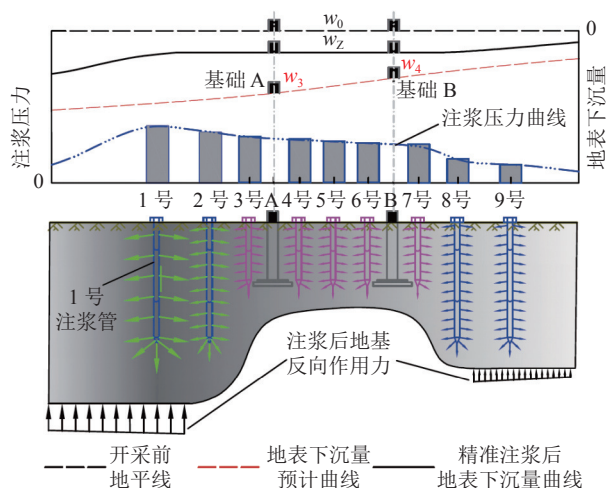 w₀
0
w_Z
基础 A
w₃
w₄
基础 B
注浆压力
注浆压力曲线
地表下沉量
0
1 号
2 号
3号
A
4号
5号
6号
B
7号
8号
9号
1 号
注浆管
注浆后地基
反向作用力
开采前
地平线
地表下沉量
预计曲线
精准注浆后
地表下沉量曲线